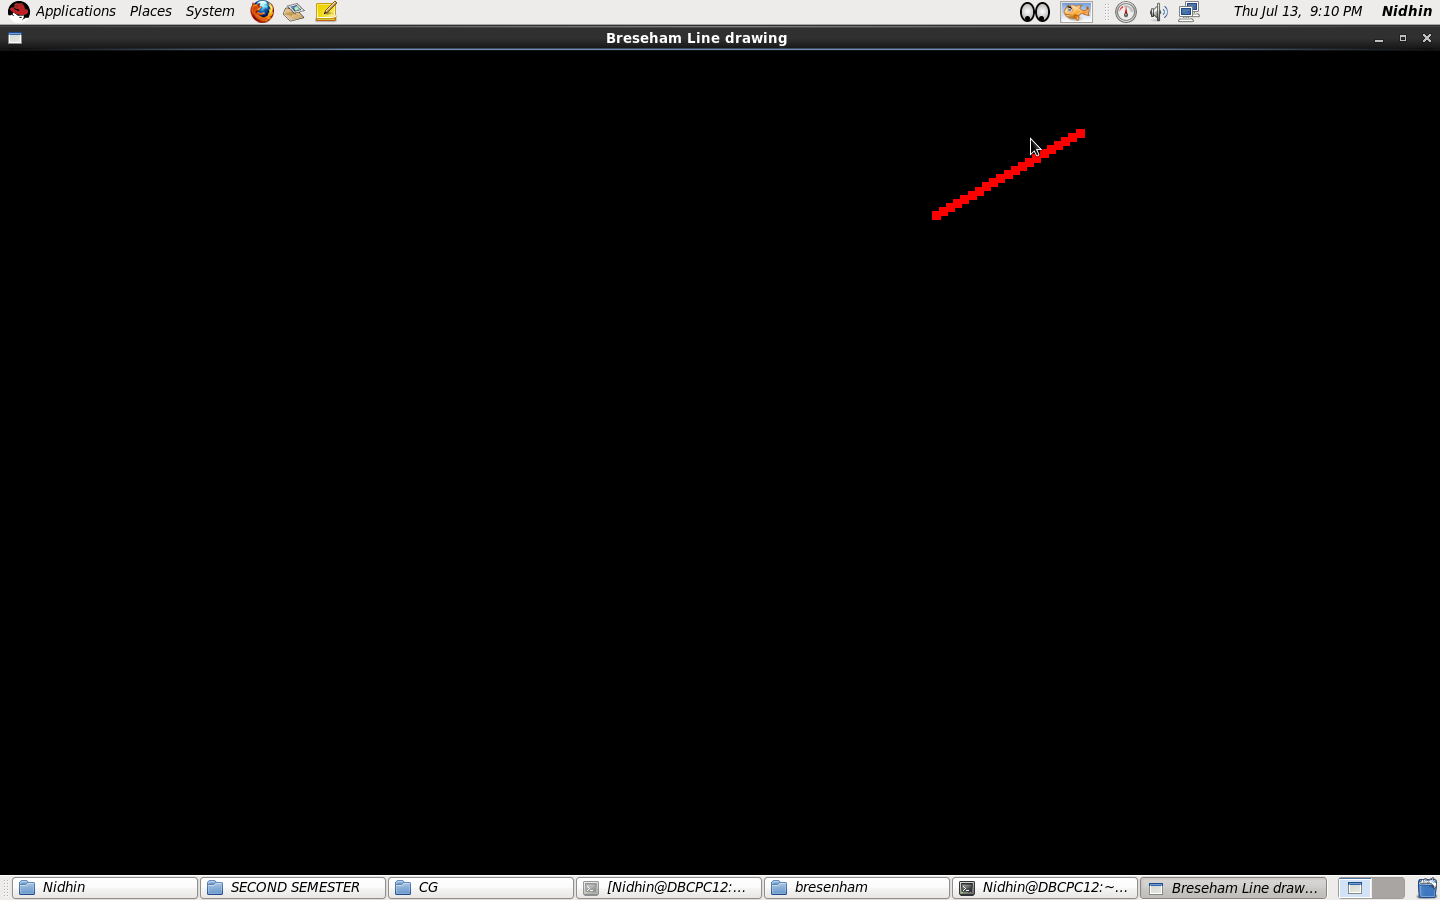 Applications Places System Thu Jul 13, 9:10 PM Nidhin
Breseham Line drawing
Nidhin SECOND SEMESTER CG [Nidhin@DBCPC12:... bresenham Nidhin@DBCPC12:~... Breseham Line draw...